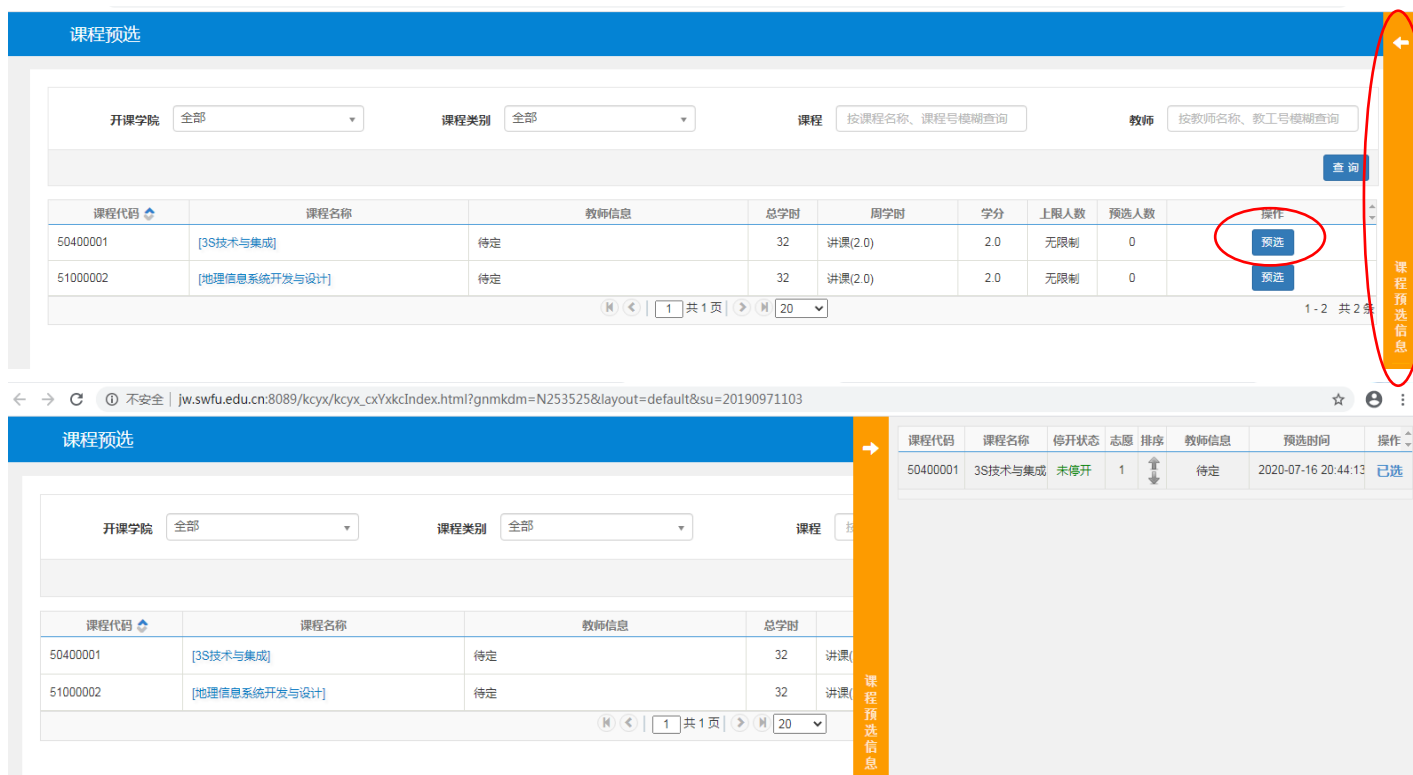 课程预选
开课学院 全部 课程类别 全部 课程 按课程名称、课程号模糊查询 教师 按教师名称、教工号模糊查询
查 询
课程代码 课程名称 教师信息 总学时 周学时 学分 上限人数 预选人数 操作
50400001 [3S技术与集成] 待定 32 讲课(2.0) 2.0 无限制 0 预选
51000002 [地理信息系统开发与设计] 待定 32 讲课(2.0) 2.0 无限制 0 预选
1 共 1 页 20 1 - 2 共 2 条
课程预选信息
不安全 | jw.swfu.edu.cn:8089/kcyx/kcyx_cxYxkcIndex.html?gnmkdm=N253525&layout=default&su=20190971103
课程预选
开课学院 全部 课程类别 全部 课程
课程代码 课程名称 教师信息 总学时
50400001 [3S技术与集成] 待定 32 讲课(
51000002 [地理信息系统开发与设计] 待定 32 讲课(
1 共 1 页 20
课程预选信息
课程代码 课程名称 停开状态 志愿 排序 教师信息 预选时间 操作
50400001 3S技术与集成 未停开 1 待定 2020-07-16 20:44:13 已选